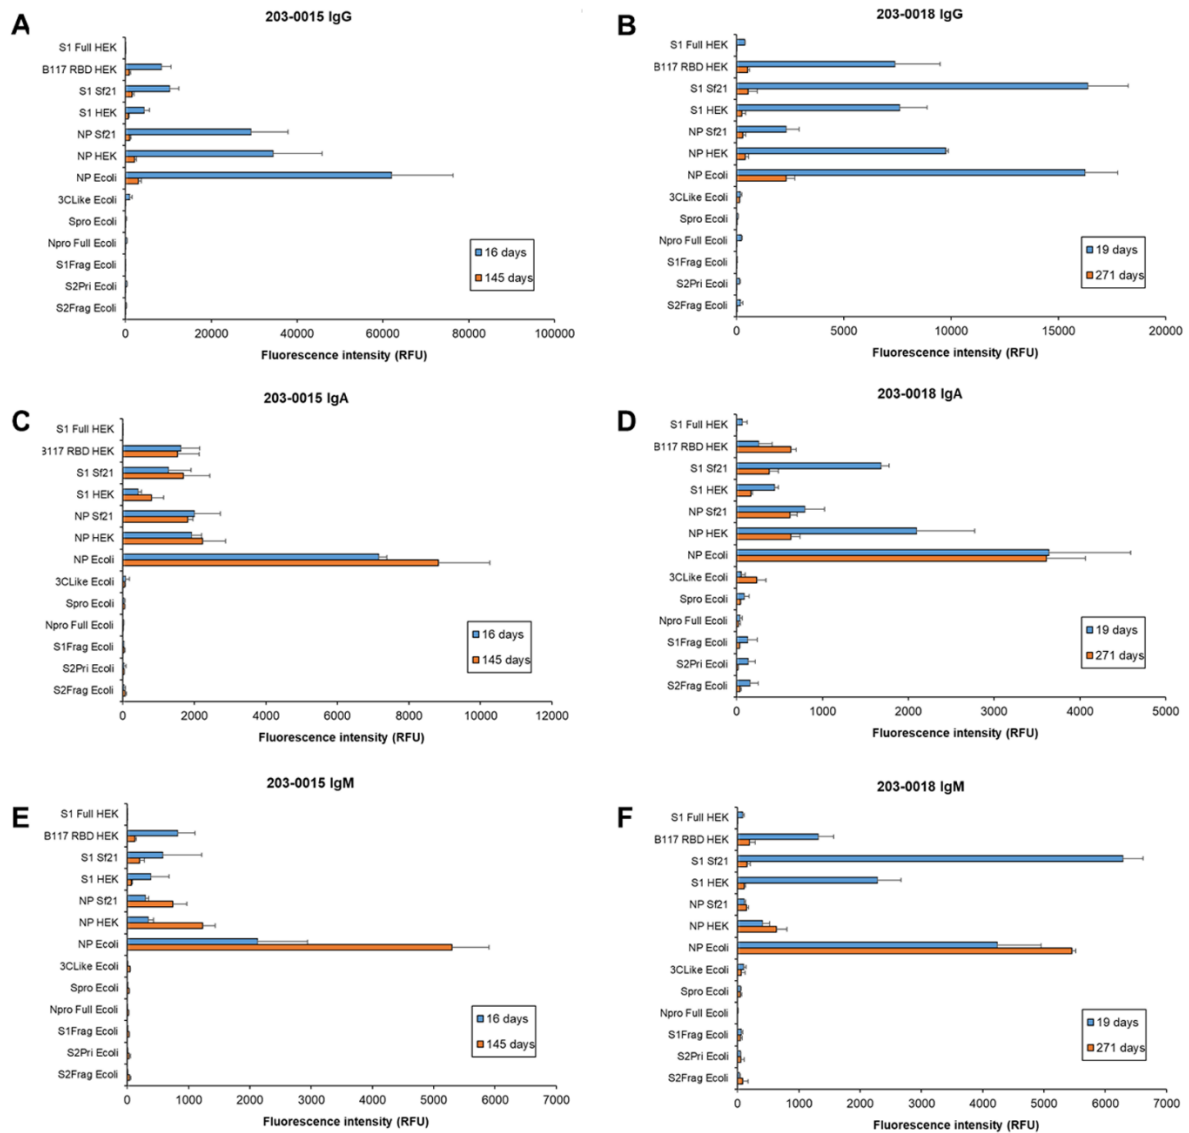 A
203-0015 IgG
S1 Full HEK
B117 RBD HEK
S1 Sf21
S1 HEK
NP Sf21
NP HEK
NP Ecoli
3CLike Ecoli
Spro Ecoli
Npro Full Ecoli
S1Frag Ecoli
S2Pri Ecoli
S2Frag Ecoli
16 days
145 days
0 20000 40000 60000 80000 100000
Fluorescence intensity (RFU)
B
203-0018 IgG
S1 Full HEK
B117 RBD HEK
S1 Sf21
S1 HEK
NP Sf21
NP HEK
NP Ecoli
3CLike Ecoli
Spro Ecoli
Npro Full Ecoli
S1Frag Ecoli
S2Pri Ecoli
S2Frag Ecoli
19 days
271 days
0 5000 10000 15000 20000
Fluorescence intensity (RFU)
C
203-0015 IgA
S1 Full HEK
B117 RBD HEK
S1 Sf21
S1 HEK
NP Sf21
NP HEK
NP Ecoli
3CLike Ecoli
Spro Ecoli
Npro Full Ecoli
S1Frag Ecoli
S2Pri Ecoli
S2Frag Ecoli
16 days
145 days
0 2000 4000 6000 8000 10000 12000
Fluorescence intensity (RFU)
D
203-0018 IgA
S1 Full HEK
B117 RBD HEK
S1 Sf21
S1 HEK
NP Sf21
NP HEK
NP Ecoli
3CLike Ecoli
Spro Ecoli
Npro Full Ecoli
S1Frag Ecoli
S2Pri Ecoli
S2Frag Ecoli
19 days
271 days
0 1000 2000 3000 4000 5000
Fluorescence intensity (RFU)
E
203-0015 IgM
S1 Full HEK
B117 RBD HEK
S1 Sf21
S1 HEK
NP Sf21
NP HEK
NP Ecoli
3CLike Ecoli
Spro Ecoli
Npro Full Ecoli
S1Frag Ecoli
S2Pri Ecoli
S2Frag Ecoli
16 days
145 days
0 1000 2000 3000 4000 5000 6000 7000
Fluorescence intensity (RFU)
F
203-0018 IgM
S1 Full HEK
B117 RBD HEK
S1 Sf21
S1 HEK
NP Sf21
NP HEK
NP Ecoli
3CLike Ecoli
Spro Ecoli
Npro Full Ecoli
S1Frag Ecoli
S2Pri Ecoli
S2Frag Ecoli
19 days
271 days
0 1000 2000 3000 4000 5000 6000 7000
Fluorescence intensity (RFU)